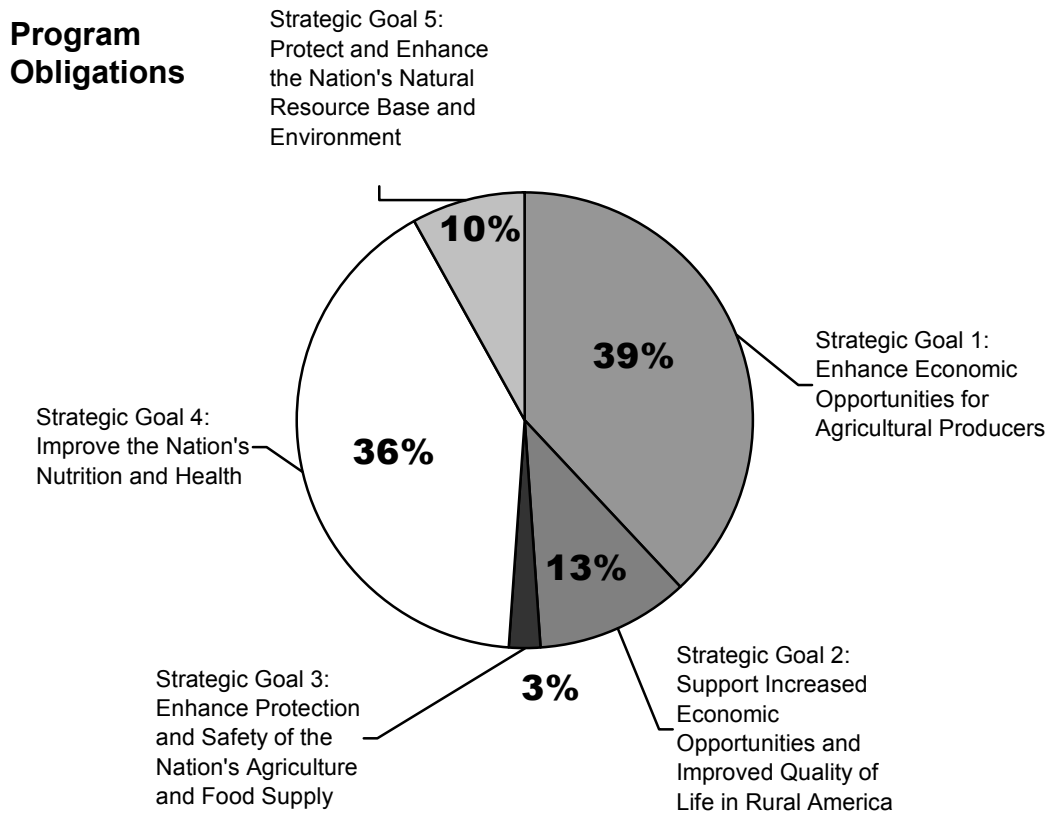 Program
Obligations
Strategic Goal 5:
Protect and Enhance
the Nation's Natural
Resource Base and
Environment
10%
39%
Strategic Goal 1:
Enhance Economic
Opportunities for
Agricultural Producers
Strategic Goal 4:
Improve the Nation's
Nutrition and Health
36%
13%
Strategic Goal 3:
Enhance Protection
and Safety of the
Nation's Agriculture
and Food Supply
3%
Strategic Goal 2:
Support Increased
Economic
Opportunities and
Improved Quality of
Life in Rural America